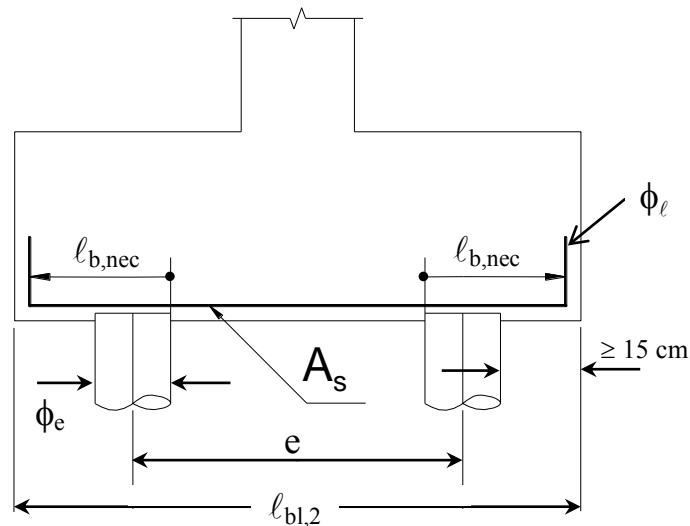 ϕℓ
ℓb,nec ℓb,nec
As
≥ 15 cm
ϕe
e
ℓbl,2